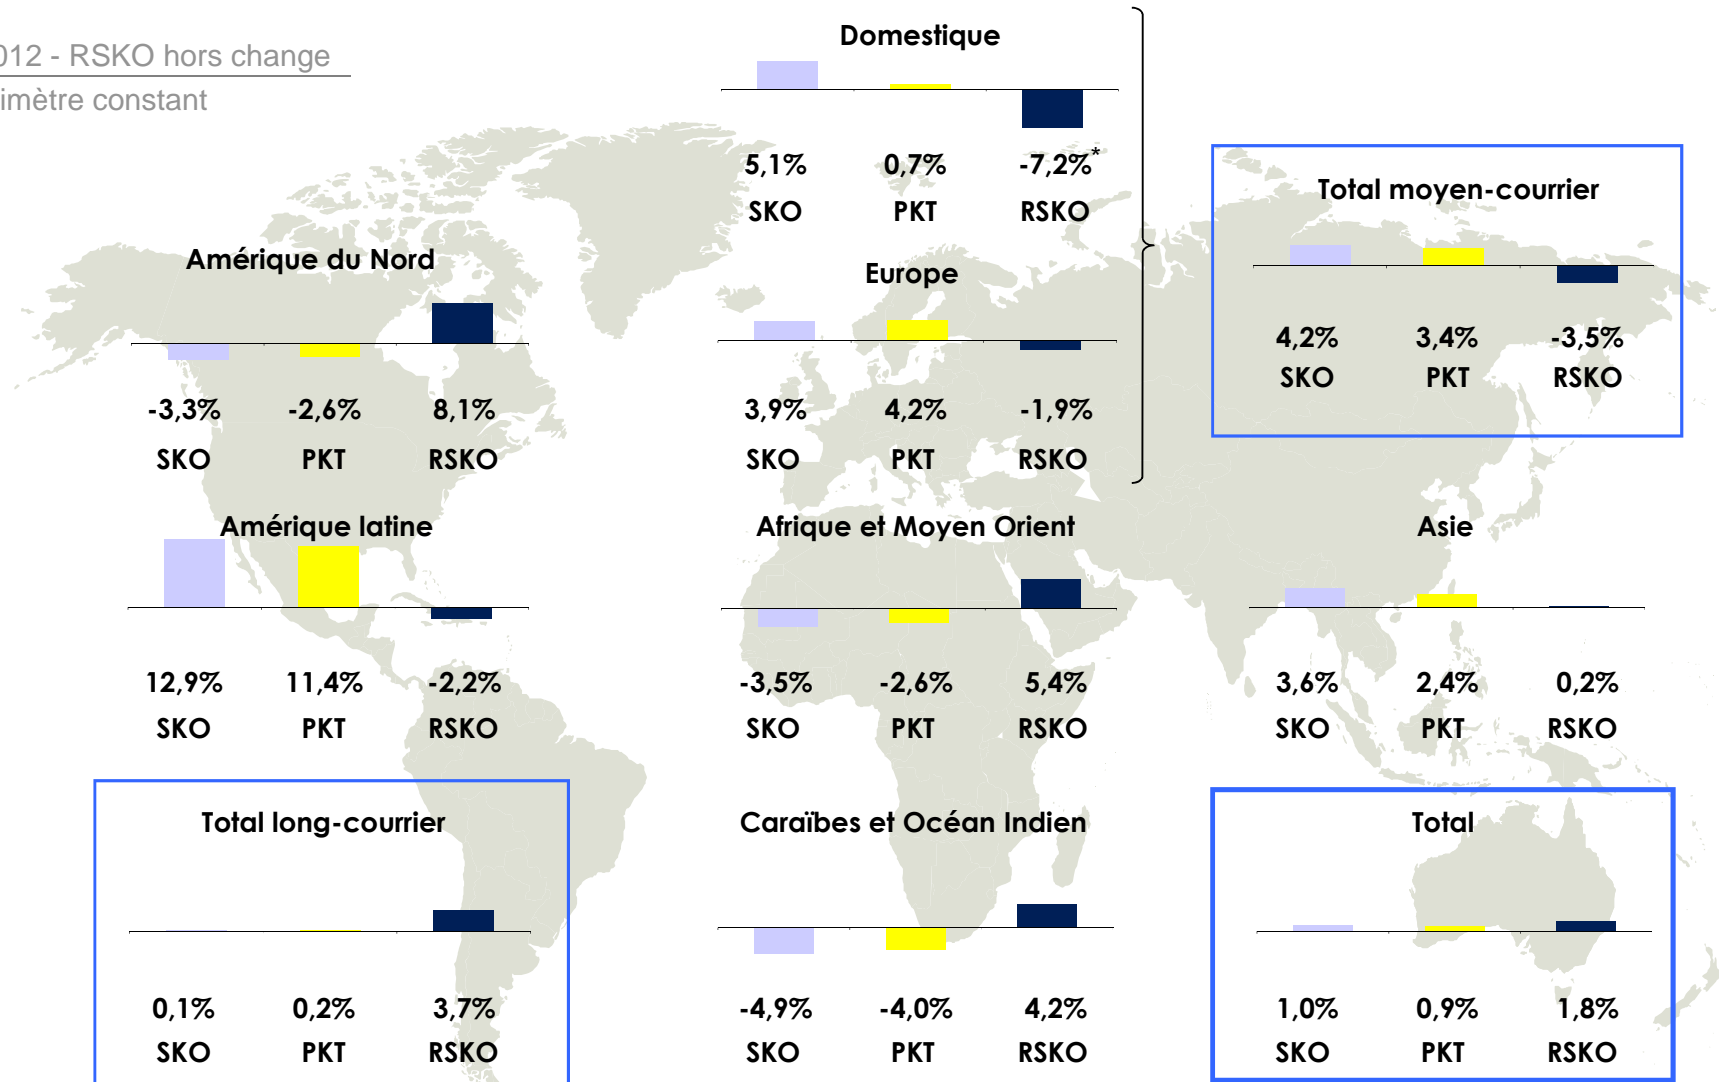 012 - RSKO hors change
imètre constant
Domestique
5,1% 0,7% -7,2%*
SKO PKT RSKO
Europe
3,9% 4,2% -1,9%
SKO PKT RSKO
Total moyen-courrier
4,2% 3,4% -3,5%
SKO PKT RSKO
Amérique du Nord
-3,3% -2,6% 8,1%
SKO PKT RSKO
Amérique latine
12,9% 11,4% -2,2%
SKO PKT RSKO
Afrique et Moyen Orient
-3,5% -2,6% 5,4%
SKO PKT RSKO
Asie
3,6% 2,4% 0,2%
SKO PKT RSKO
Total long-courrier
0,1% 0,2% 3,7%
SKO PKT RSKO
Caraïbes et Océan Indien
-4,9% -4,0% 4,2%
SKO PKT RSKO
Total
1,0% 0,9% 1,8%
SKO PKT RSKO